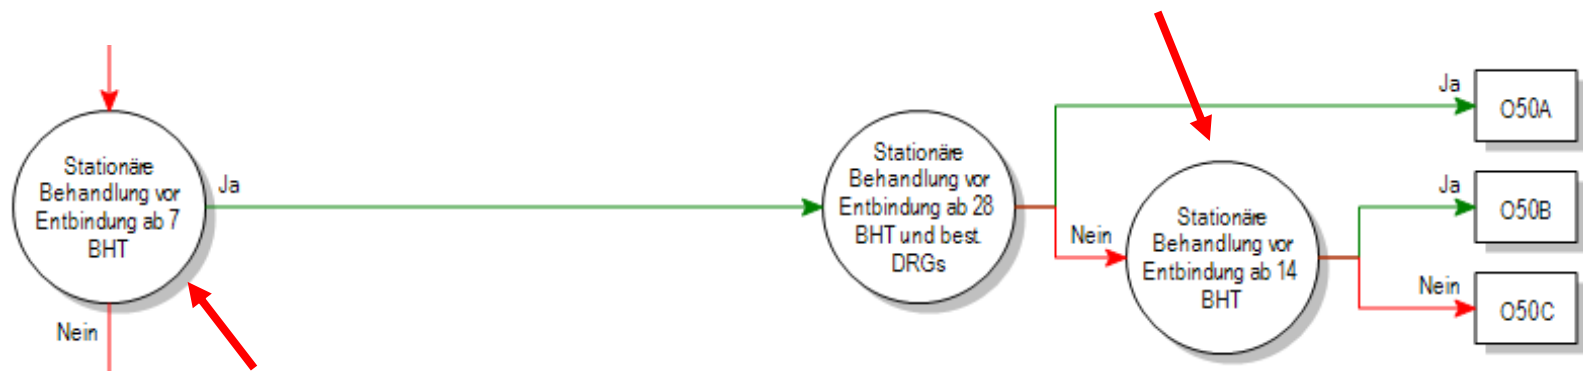 Stationäre
Behandlung vor
Entbindung ab 7
BHT
Ja
Nein
Stationäre
Behandlung vor
Entbindung ab 28
BHT und best.
DRGs
Nein
Stationäre
Behandlung vor
Entbindung ab 14
BHT
Ja
O50A
Ja
O50B
Nein
O50C